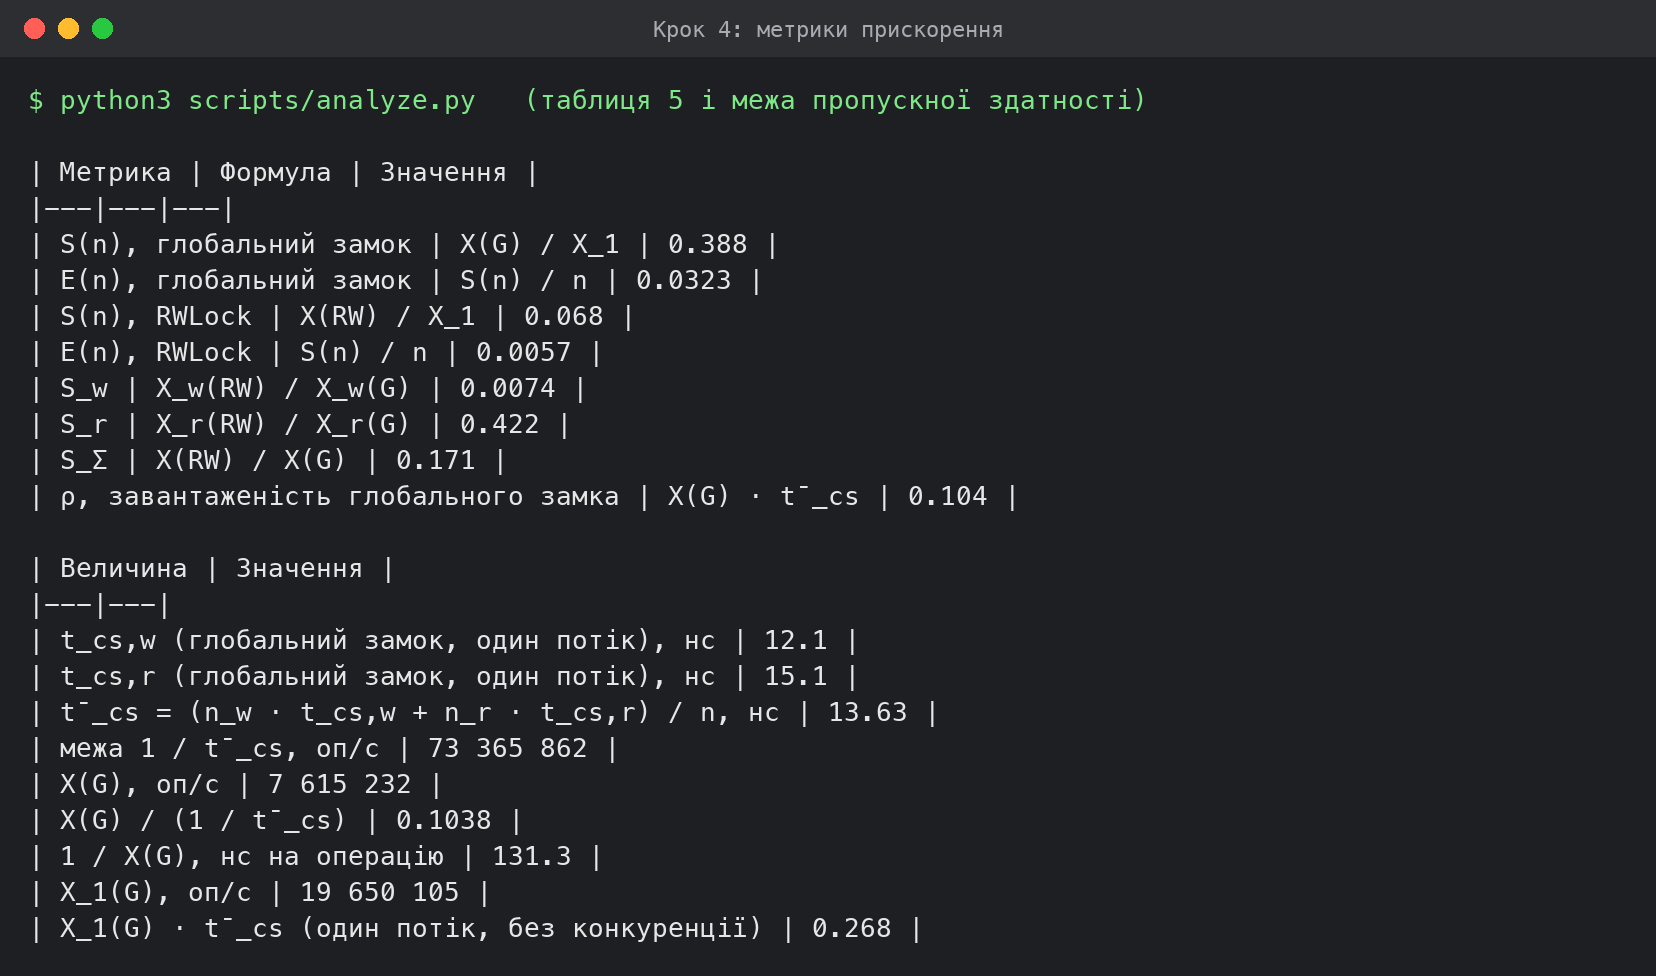 Крок 4: метрики прискорення
$ python3 scripts/analyze.py   (таблиця 5 і межа пропускної здатності)
| Метрика | Формула | Значення |
|---|---|---|
| S(n), глобальний замок | X(G) / X_1 | 0.388 |
| E(n), глобальний замок | S(n) / n | 0.0323 |
| S(n), RWLock | X(RW) / X_1 | 0.068 |
| E(n), RWLock | S(n) / n | 0.0057 |
| S_w | X_w(RW) / X_w(G) | 0.0074 |
| S_r | X_r(RW) / X_r(G) | 0.422 |
| S_Σ | X(RW) / X(G) | 0.171 |
| ρ, завантаженість глобального замка | X(G) · t¯_cs | 0.104 |
| Величина | Значення |
|---|---|
| t_cs,w (глобальний замок, один потік), нс | 12.1 |
| t_cs,r (глобальний замок, один потік), нс | 15.1 |
| t¯_cs = (n_w · t_cs,w + n_r · t_cs,r) / n, нс | 13.63 |
| межа 1 / t¯_cs, оп/с | 73 365 862 |
| X(G), оп/с | 7 615 232 |
| X(G) / (1 / t¯_cs) | 0.1038 |
| 1 / X(G), нс на операцію | 131.3 |
| X_1(G), оп/с | 19 650 105 |
| X_1(G) · t¯_cs (один потік, без конкуренції) | 0.268 |